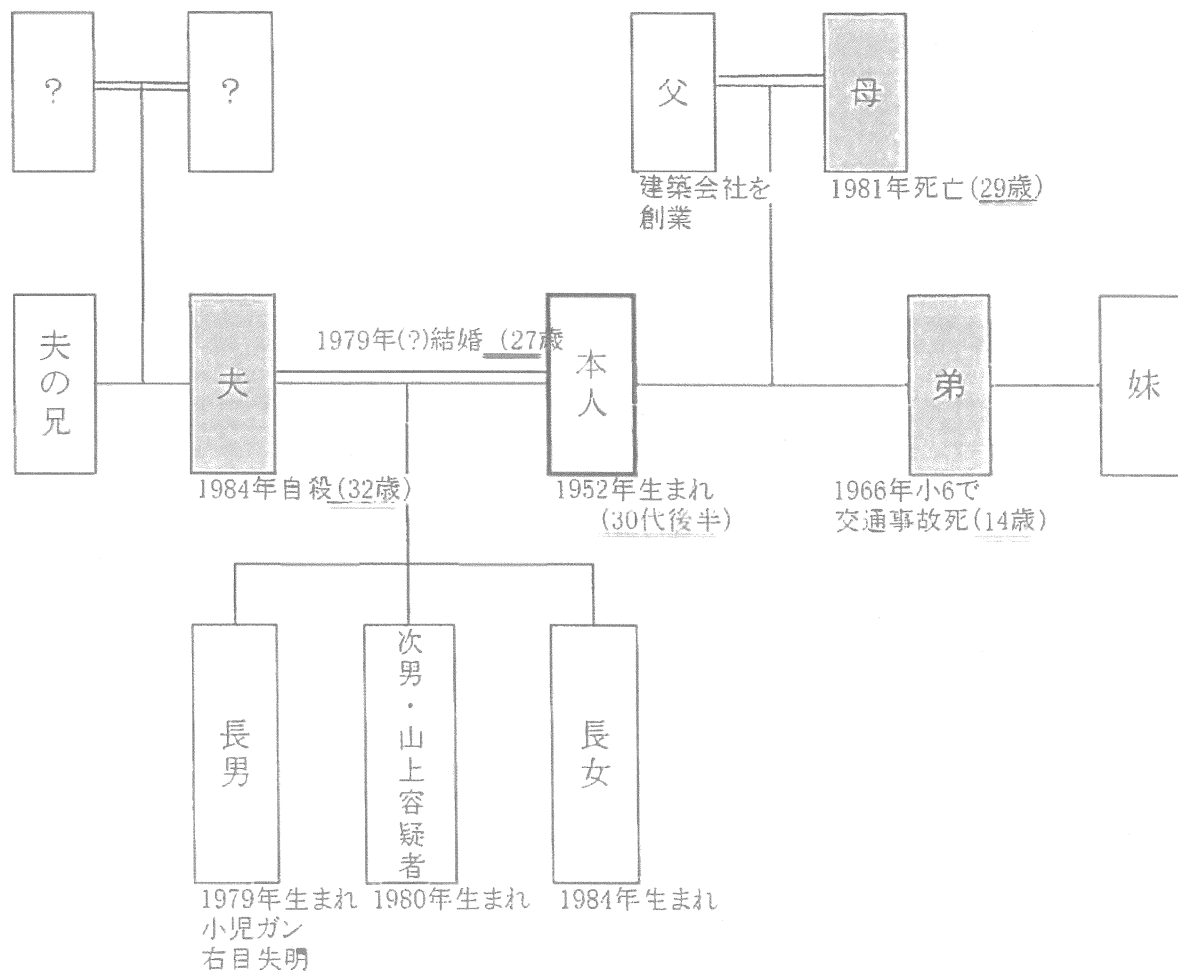 ?
?
父
母
建築会社を
創業
1981年死亡(29歳)
夫の兄
夫
1979年(?)結婚 (27歳
本人
弟
妹
1984年自殺(32歳)
1952年生まれ
(30代後半)
1966年小6で
交通事故死(14歳)
長男
次男・山上容疑者
長女
1979年生まれ
小児ガン
右目失明
1980年生まれ
1984年生まれ